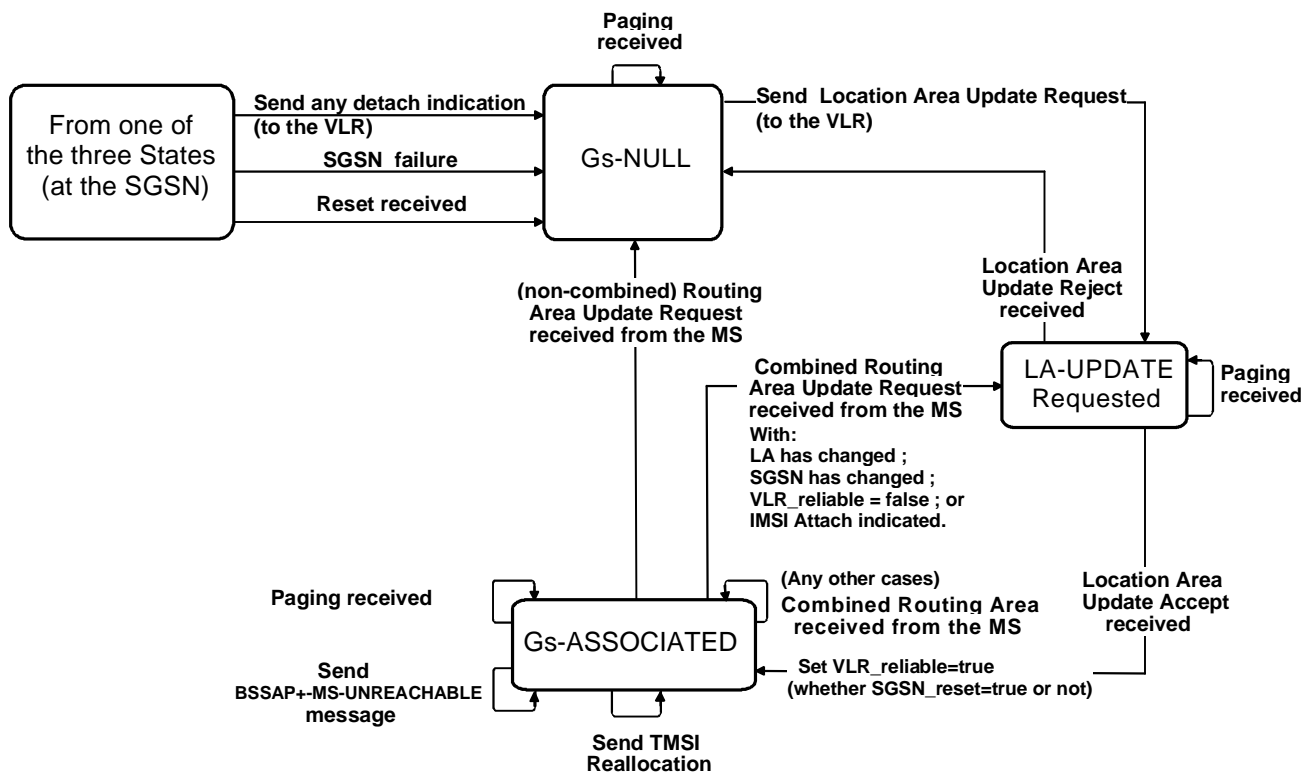 Paging
received
From one of
the three States
(at the SGSN)
Send any detach indication
(to the VLR)
SGSN failure
Reset received
Gs-NULL
Send Location Area Update Request
(to the VLR)
(non-combined) Routing
Area Update Request
received from the MS
Location Area
Update Reject
received
Combined Routing
Area Update Request
received from the MS
With:
LA has changed ;
SGSN has changed ;
VLR_reliable = false ; or
IMSI Attach indicated.
LA-UPDATE
Requested
Paging
received
Paging received
Gs-ASSOCIATED
(Any other cases)
Combined Routing Area
received from the MS
Location Area
Update Accept
received
Send
BSSAP+-MS-UNREACHABLE
message
Set VLR_reliable=true
(whether SGSN_reset=true or not)
Send TMSI
Reallocation